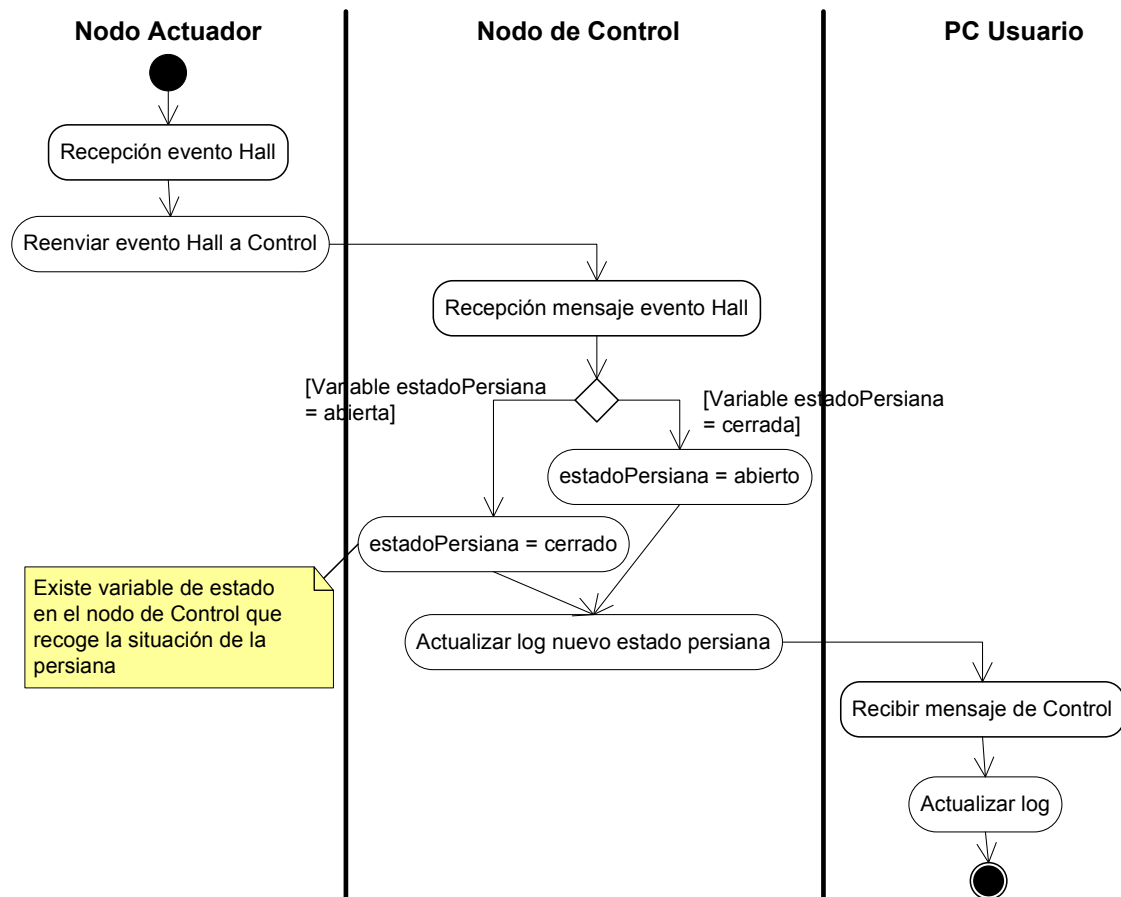 Nodo Actuador
Nodo de Control
PC Usuario
Recepción evento Hall
Reenviar evento Hall a Control
Recepción mensaje evento Hall
[Variable estadoPersiana
= abierta]
[Variable estadoPersiana
= cerrada]
estadoPersiana = abierto
estadoPersiana = cerrado
Existe variable de estado
en el nodo de Control que
recoge la situación de la
persiana
Actualizar log nuevo estado persiana
Recibir mensaje de Control
Actualizar log